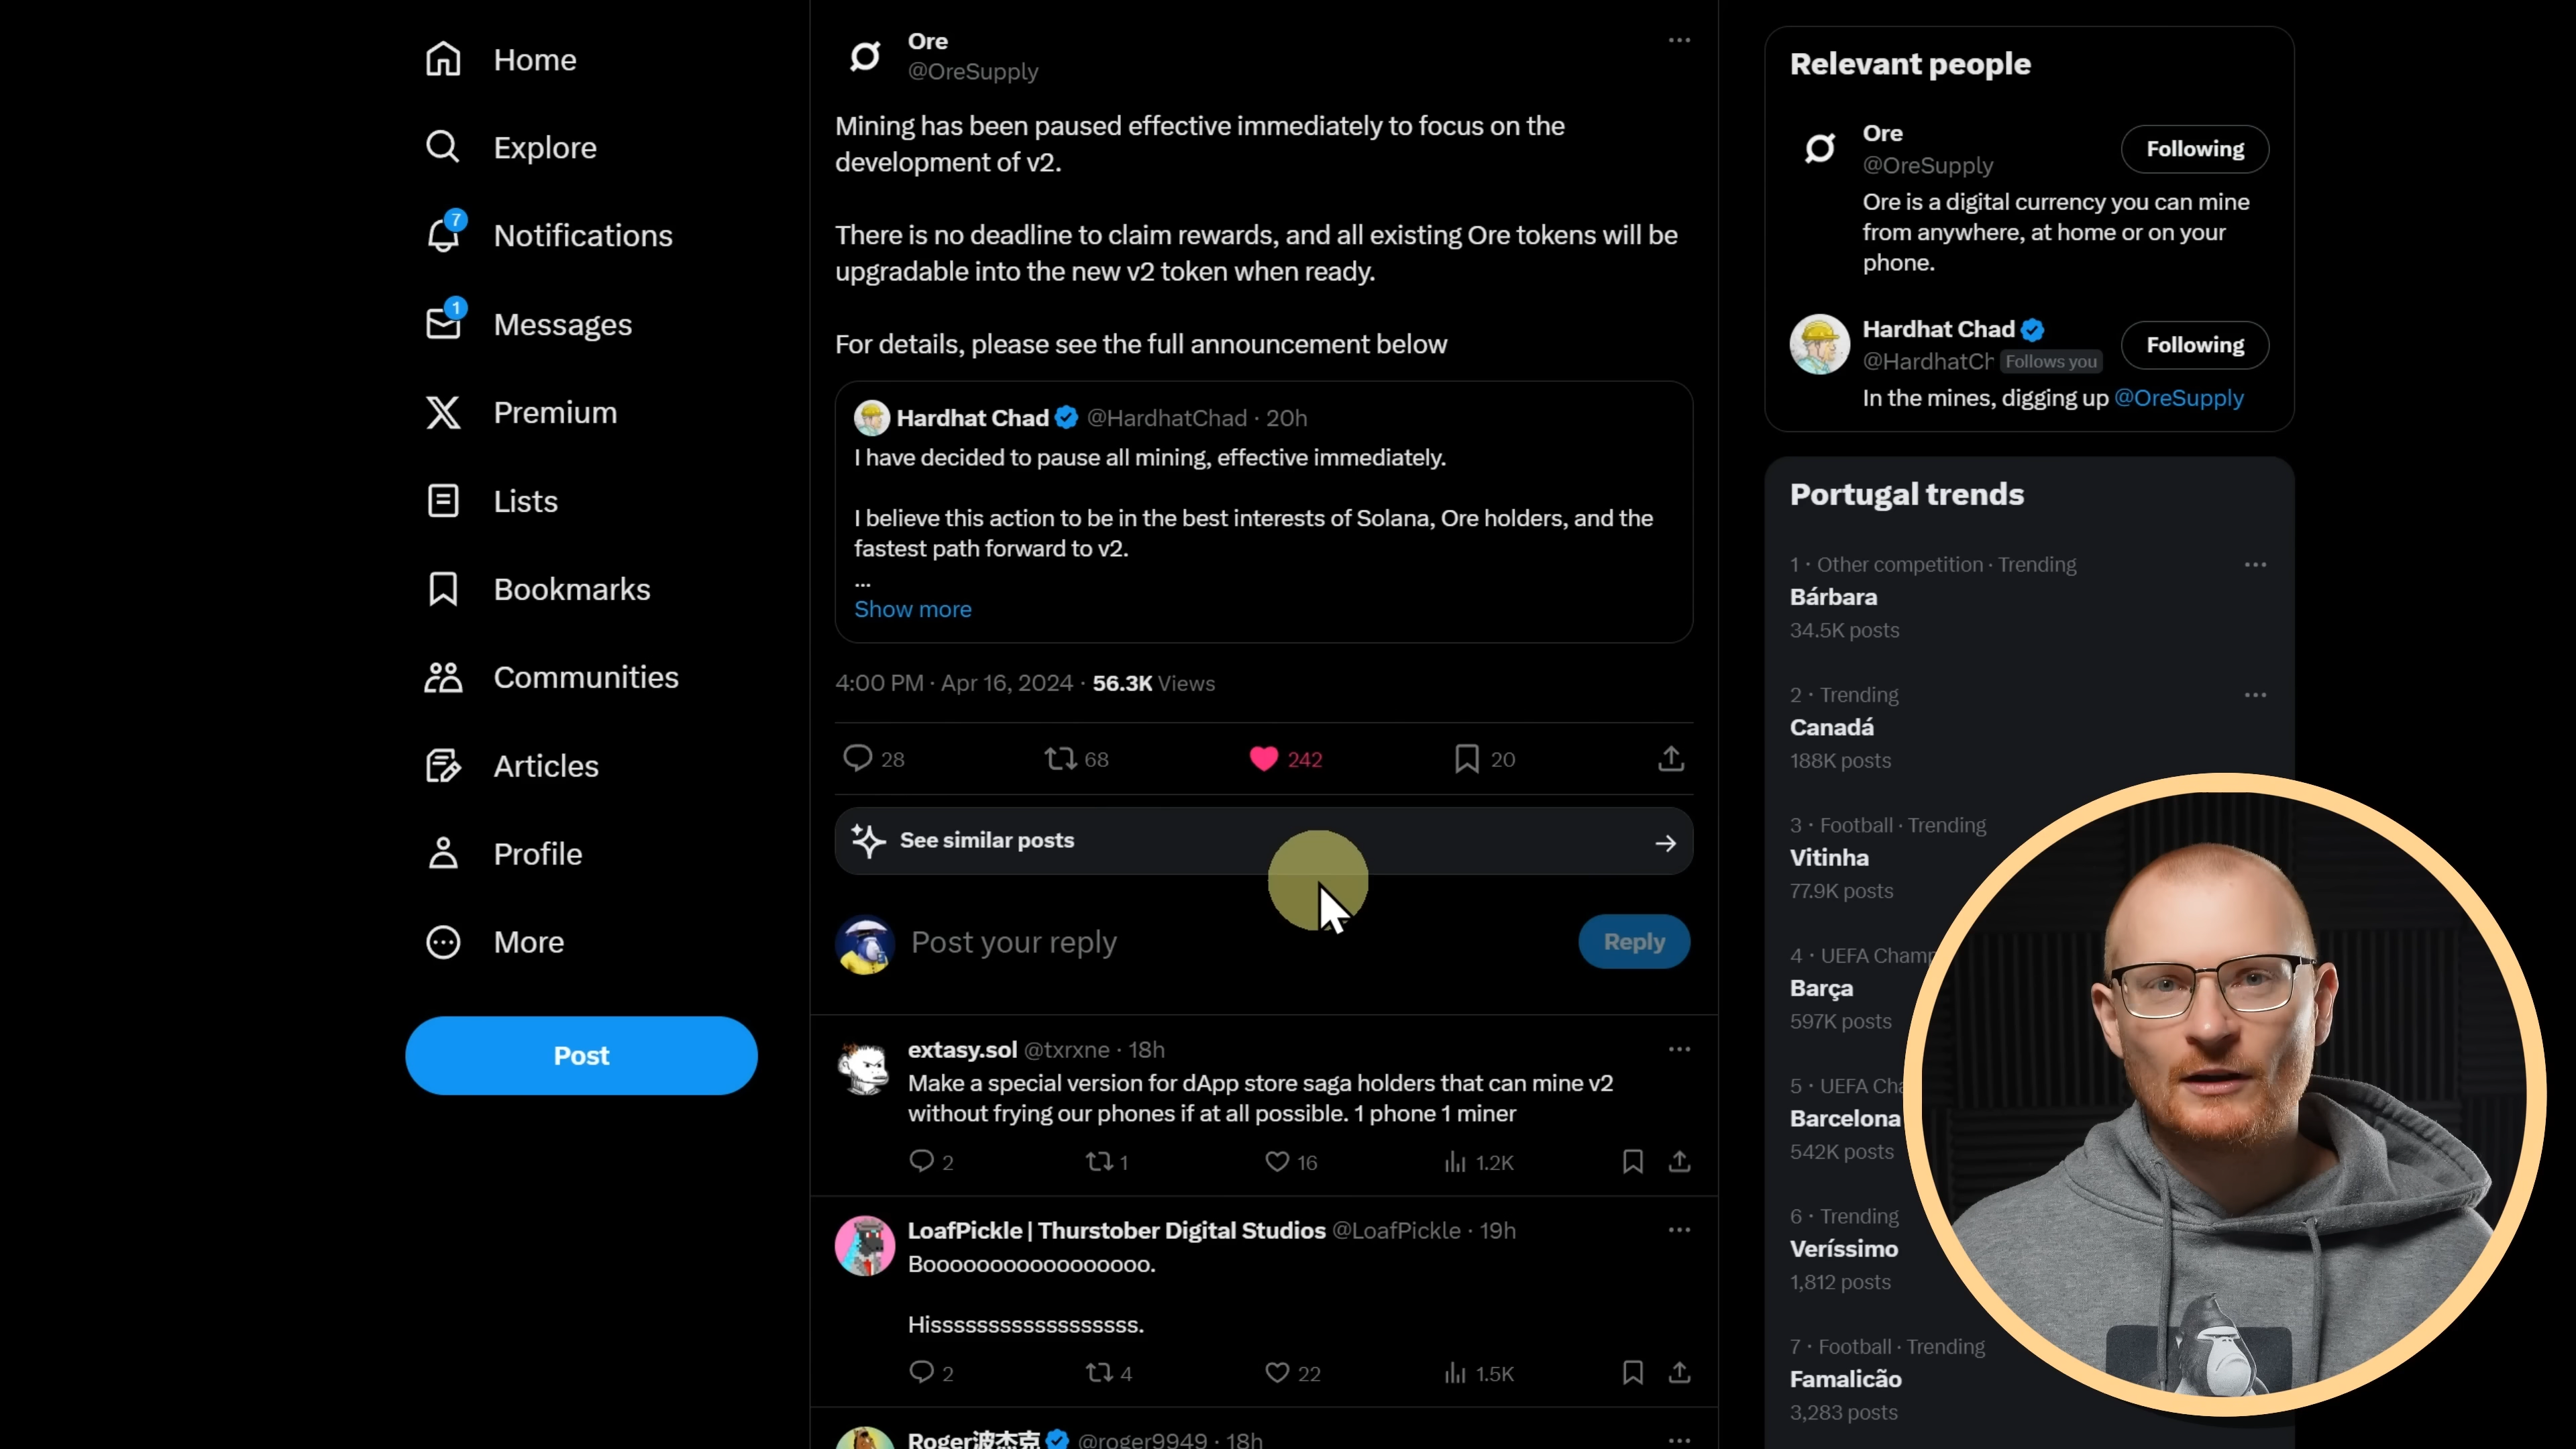 Home
Explore
7
Notifications
1
Messages
Premium
Lists
Bookmarks
Communities
Articles
Profile
More
Post
Ore
@OreSupply
Mining has been paused effective immediately to focus on the
development of v2.
There is no deadline to claim rewards, and all existing Ore tokens will be
upgradable into the new v2 token when ready.
For details, please see the full announcement below
Hardhat Chad @HardhatChad · 20h
I have decided to pause all mining, effective immediately.
I believe this action to be in the best interests of Solana, Ore holders, and the
fastest path forward to v2.
...
Show more
4:00 PM · Apr 16, 2024 · 56.3K Views
28 68 242 20
See similar posts
Post your reply
Reply
extasy.sol @txrxne · 18h
Make a special version for dApp store saga holders that can mine v2
without frying our phones if at all possible. 1 phone 1 miner
2 1 16 1.2K
LoafPickle | Thurstober Digital Studios @LoafPickle · 19h
Booooooooooooooooo.
Hisssssssssssssssssss.
2 4 22 1.5K
Roger波杰克 @roger9949 · 18h
Relevant people
Ore
@OreSupply
Following
Ore is a digital currency you can mine
from anywhere, at home or on your
phone.
Hardhat Chad
@HardhatCh Follows you
Following
In the mines, digging up @OreSupply
Portugal trends
1 · Other competition · Trending
Bárbara
34.5K posts
2 · Trending
Canadá
188K posts
3 · Football · Trending
Vitinha
77.9K posts
4 · UEFA Champ
Barça
597K posts
5 · UEFA Cha
Barcelona
542K posts
6 · Trending
Veríssimo
1,812 posts
7 · Football · Trending
Famalicão
3,283 posts